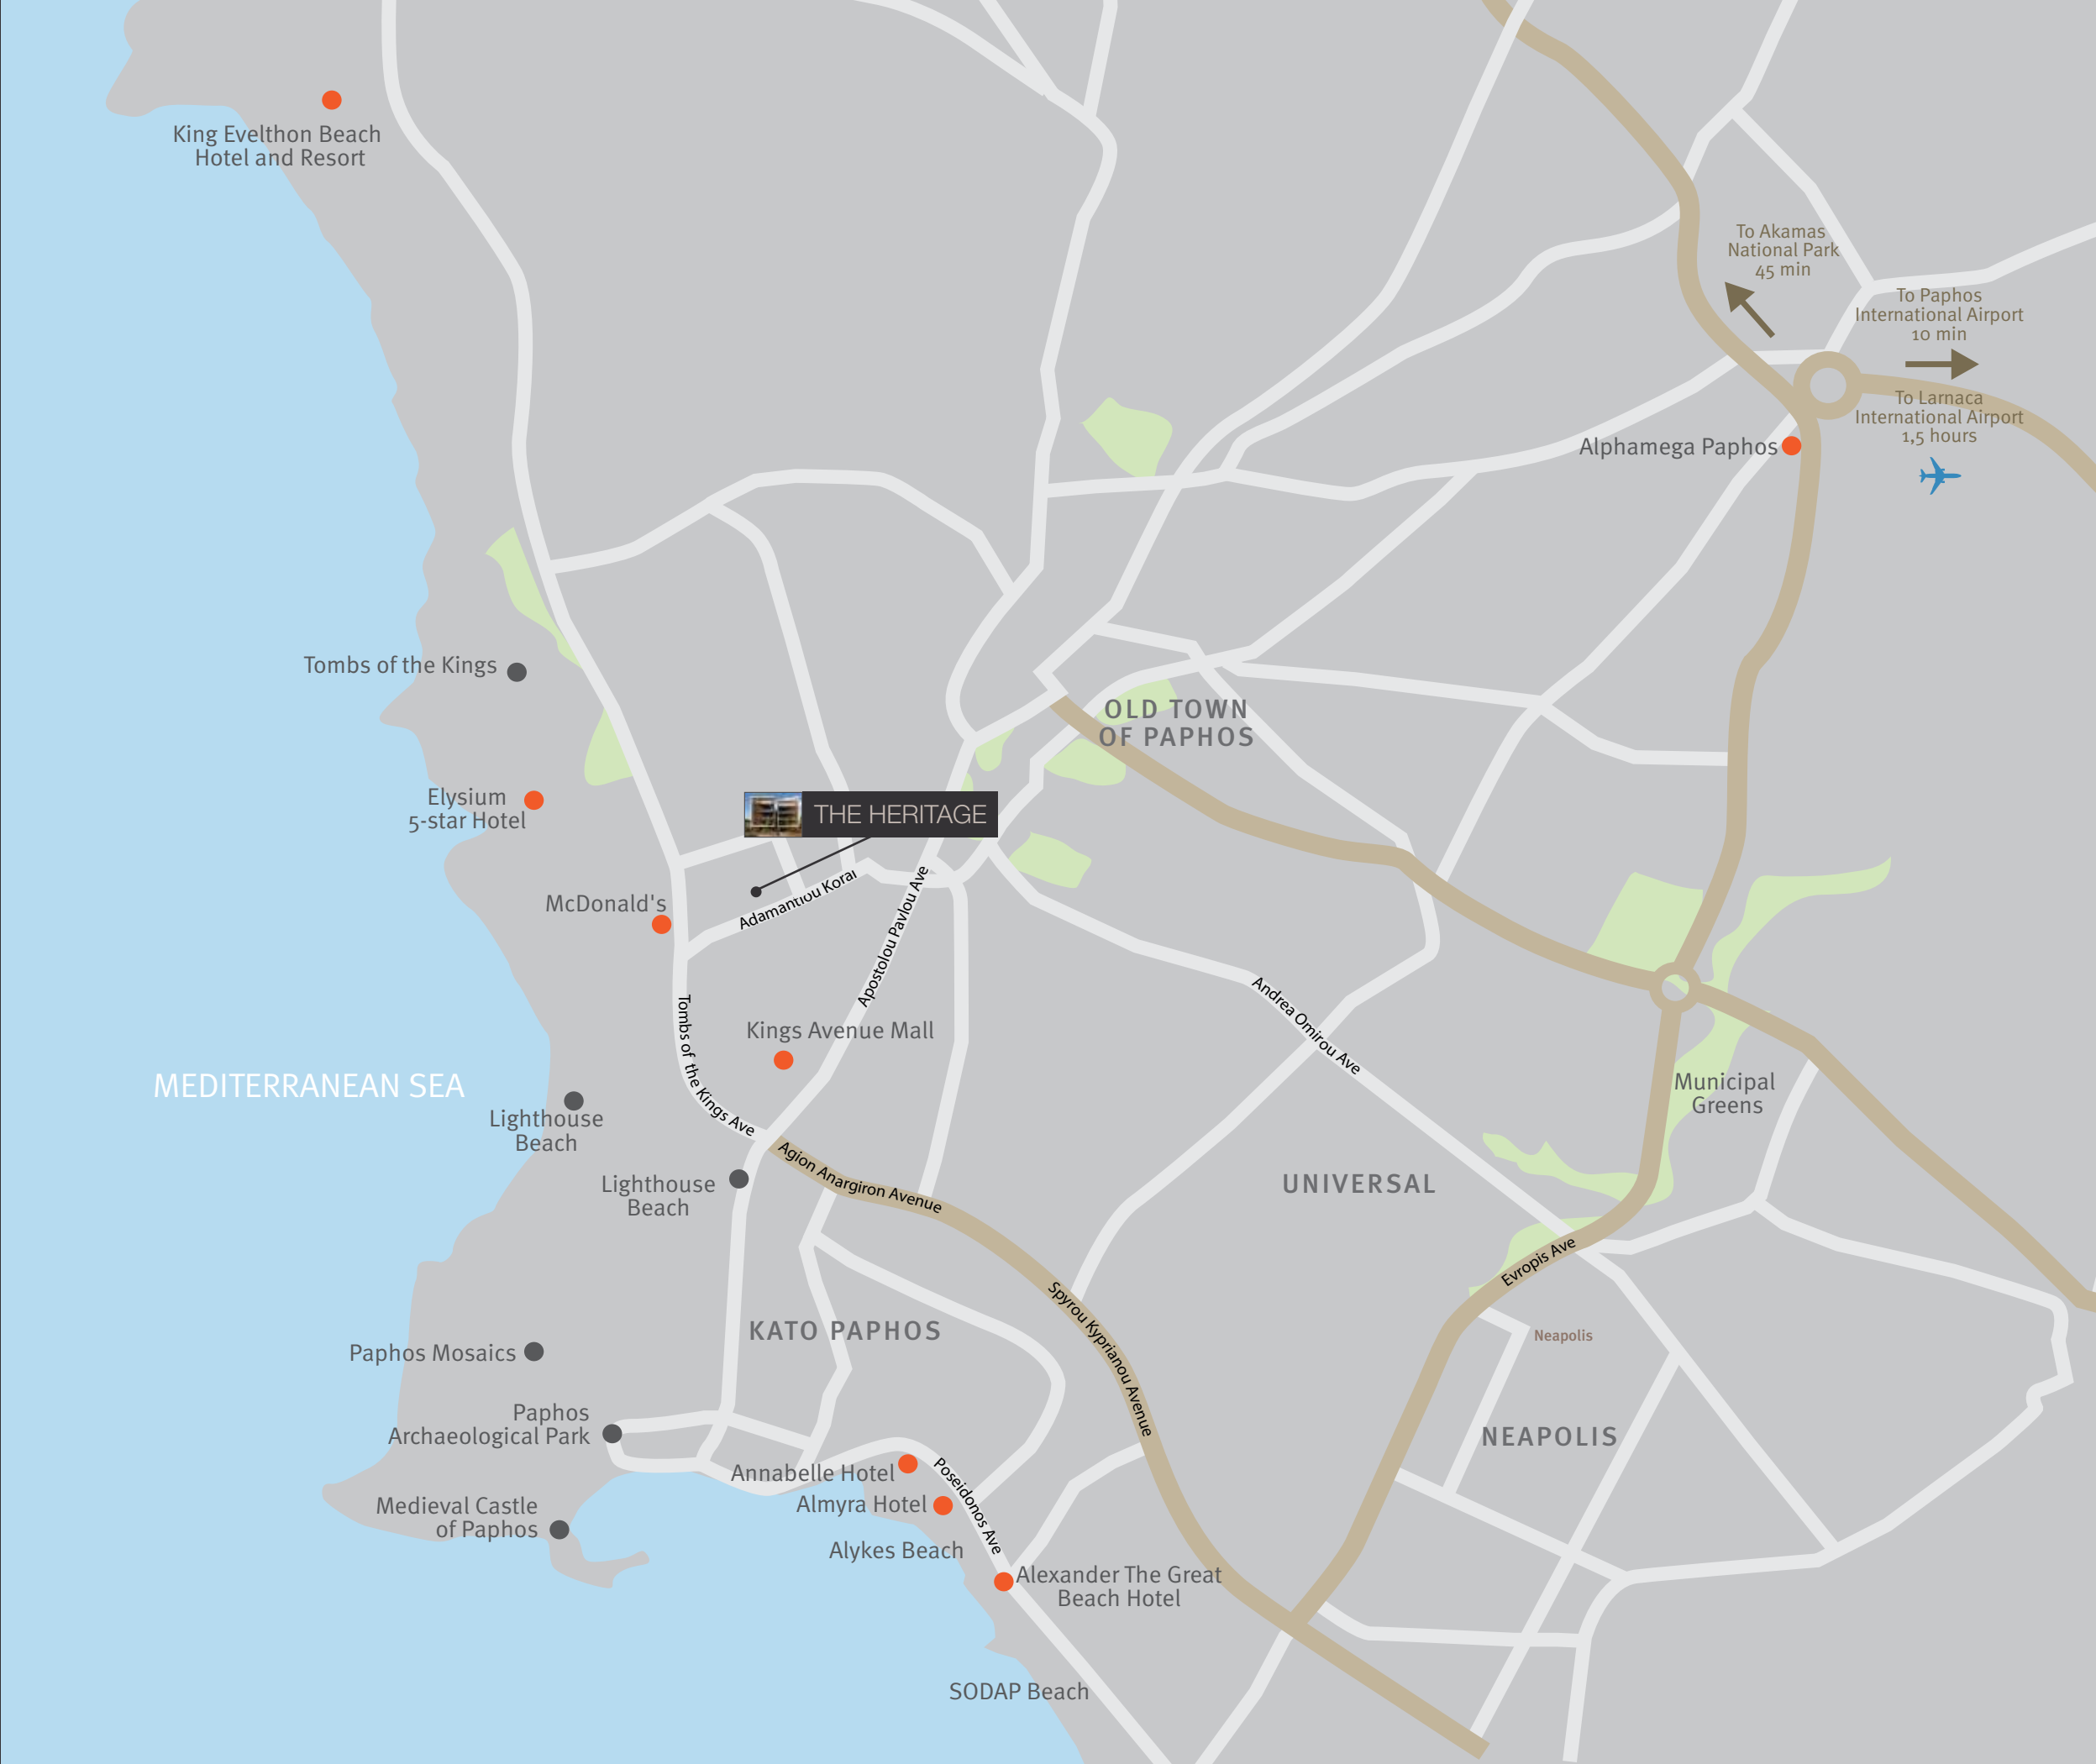 King Evelthon Beach
Hotel and Resort
To Akamas
National Park
45 min
To Paphos
International Airport
10 min
To Larnaca
International Airport
1,5 hours
Alphamega Paphos
Tombs of the Kings
OLD TOWN
OF PAPHOS
Elysium
5-star Hotel
THE HERITAGE
McDonald's
Adamantiou Korai
Apostolou Pavlou Ave
Andrea Omirou Ave
Tombs of the Kings Ave
Kings Avenue Mall
MEDITERRANEAN SEA
Lighthouse
Beach
Municipal
Greens
Agion Anargiron Avenue
Lighthouse
Beach
UNIVERSAL
Evropis Ave
Spyrou Kyprianou Avenue
KATO PAPHOS
Neapolis
Paphos Mosaics
Paphos
Archaeological Park
NEAPOLIS
Annabelle Hotel
Poseidonos Ave
Almyra Hotel
Medieval Castle
of Paphos
Alykes Beach
Alexander The Great
Beach Hotel
SODAP Beach